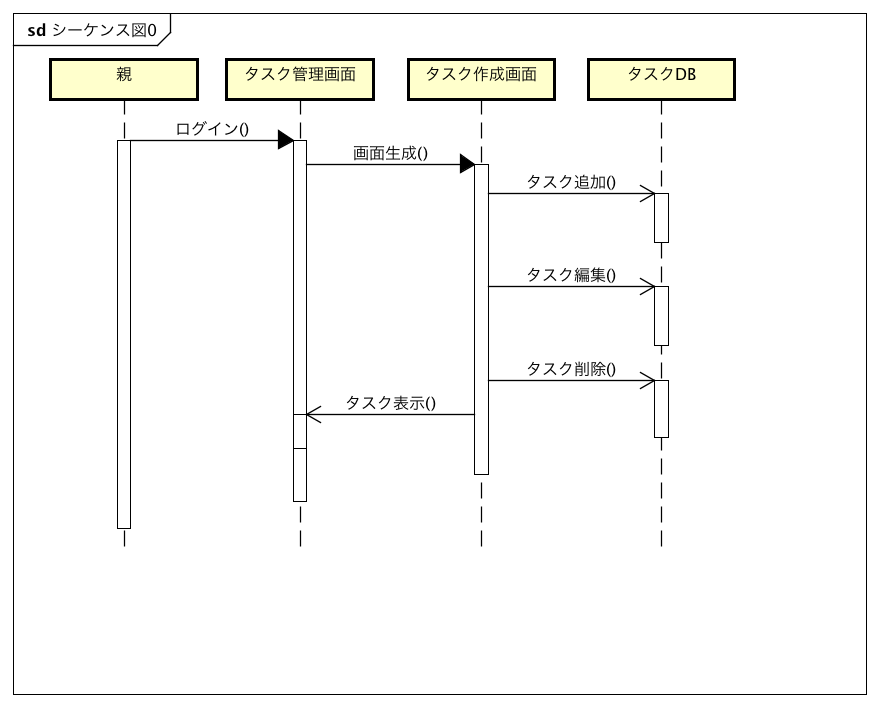 sd シーケンス図0
親
タスク管理画面
タスク作成画面
タスクDB
ログイン()
画面生成()
タスク追加()
タスク編集()
タスク削除()
タスク表示()